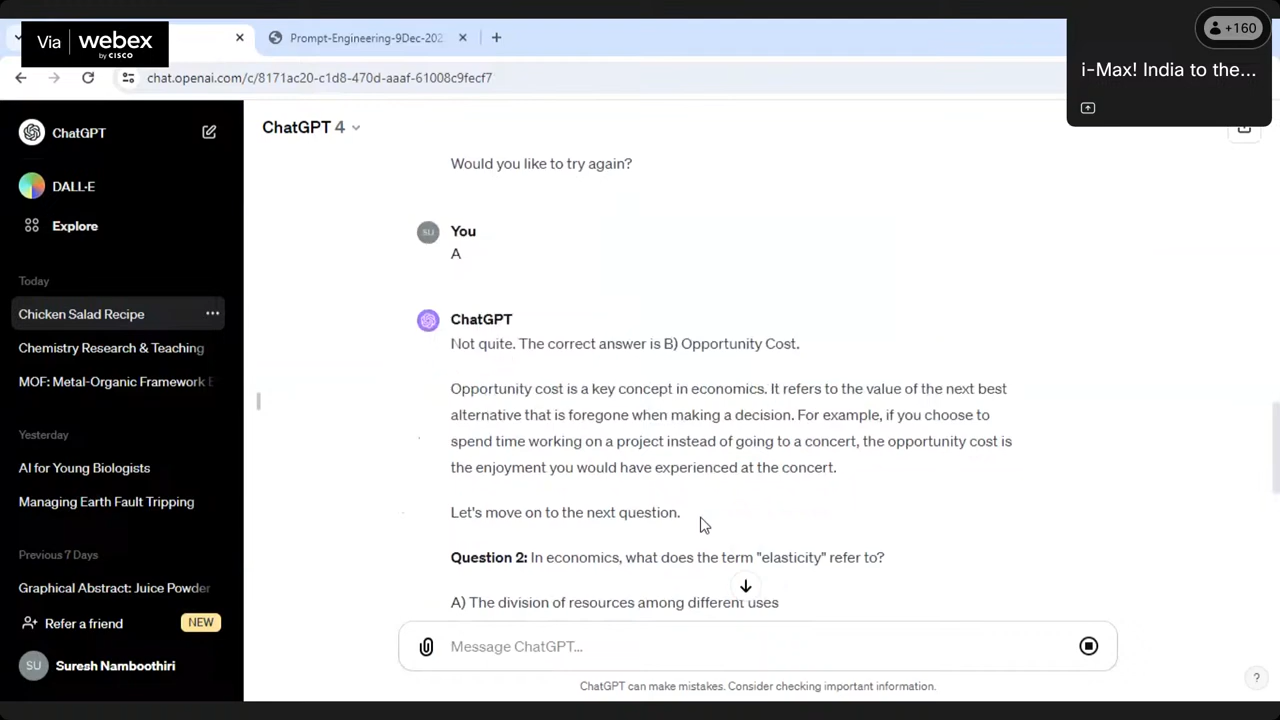 Via webex
by CISCO
Prompt-Engineering-9Dec-202
+160
i-Max! India to the...
chat.openai.com/c/8171ac20-c1d8-470d-aaaf-61008c9fecf7
ChatGPT
DALL·E
Explore
Today
Chicken Salad Recipe
Chemistry Research & Teaching
MOF: Metal-Organic Framework
Yesterday
AI for Young Biologists
Managing Earth Fault Tripping
Previous 7 Days
Graphical Abstract: Juice Powder
Refer a friend
NEW
SU
Suresh Namboothiri
ChatGPT 4
Would you like to try again?
SU
You
A
ChatGPT
Not quite. The correct answer is B) Opportunity Cost.
Opportunity cost is a key concept in economics. It refers to the value of the next best
alternative that is foregone when making a decision. For example, if you choose to
spend time working on a project instead of going to a concert, the opportunity cost is
the enjoyment you would have experienced at the concert.
Let's move on to the next question.
Question 2: In economics, what does the term "elasticity" refer to?
A) The division of resources among different uses
Message ChatGPT...
ChatGPT can make mistakes. Consider checking important information.
?